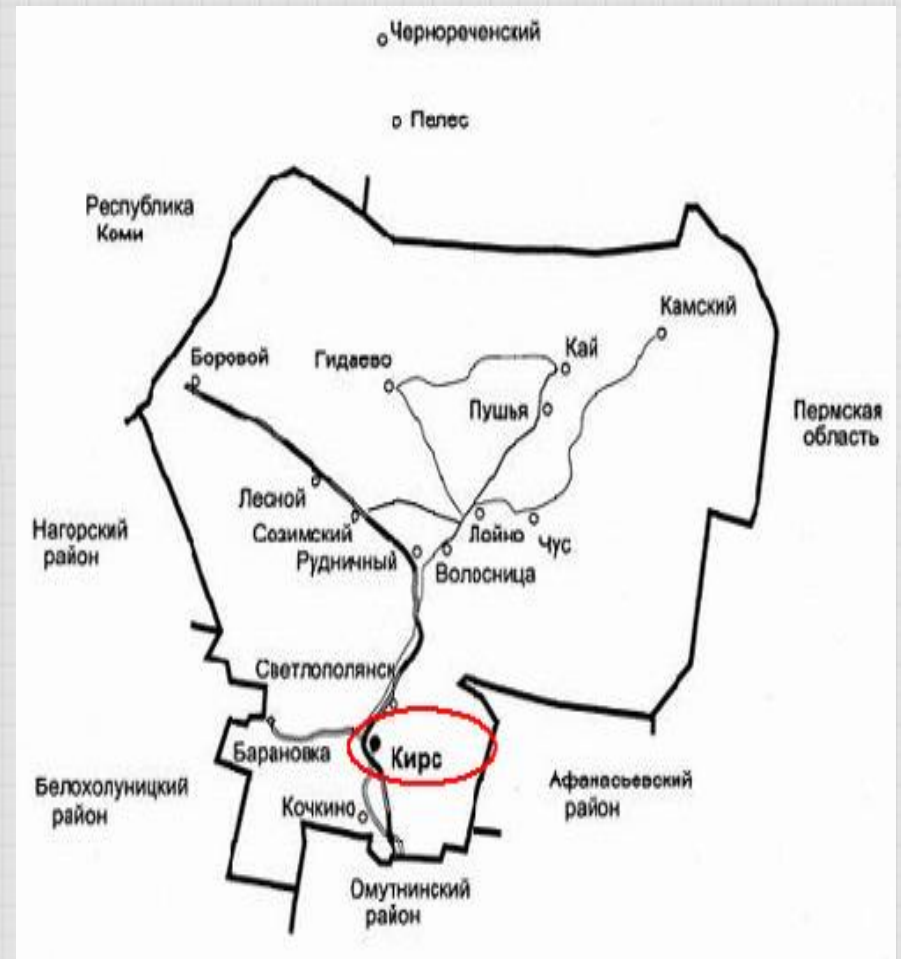 Чернореченский
Пелес
Республика
Коми
Камский
Боровой
Гидаево
Кай
Пушья
Пермская
область
Лесной
Нагорский
район
Созимский
Лойно
Чус
Рудничный
Волосница
Светлополянск
Барановка
Кирс
Белохолуницкий
район
Афанасьевский
район
Кочкино
Омутнинский
район